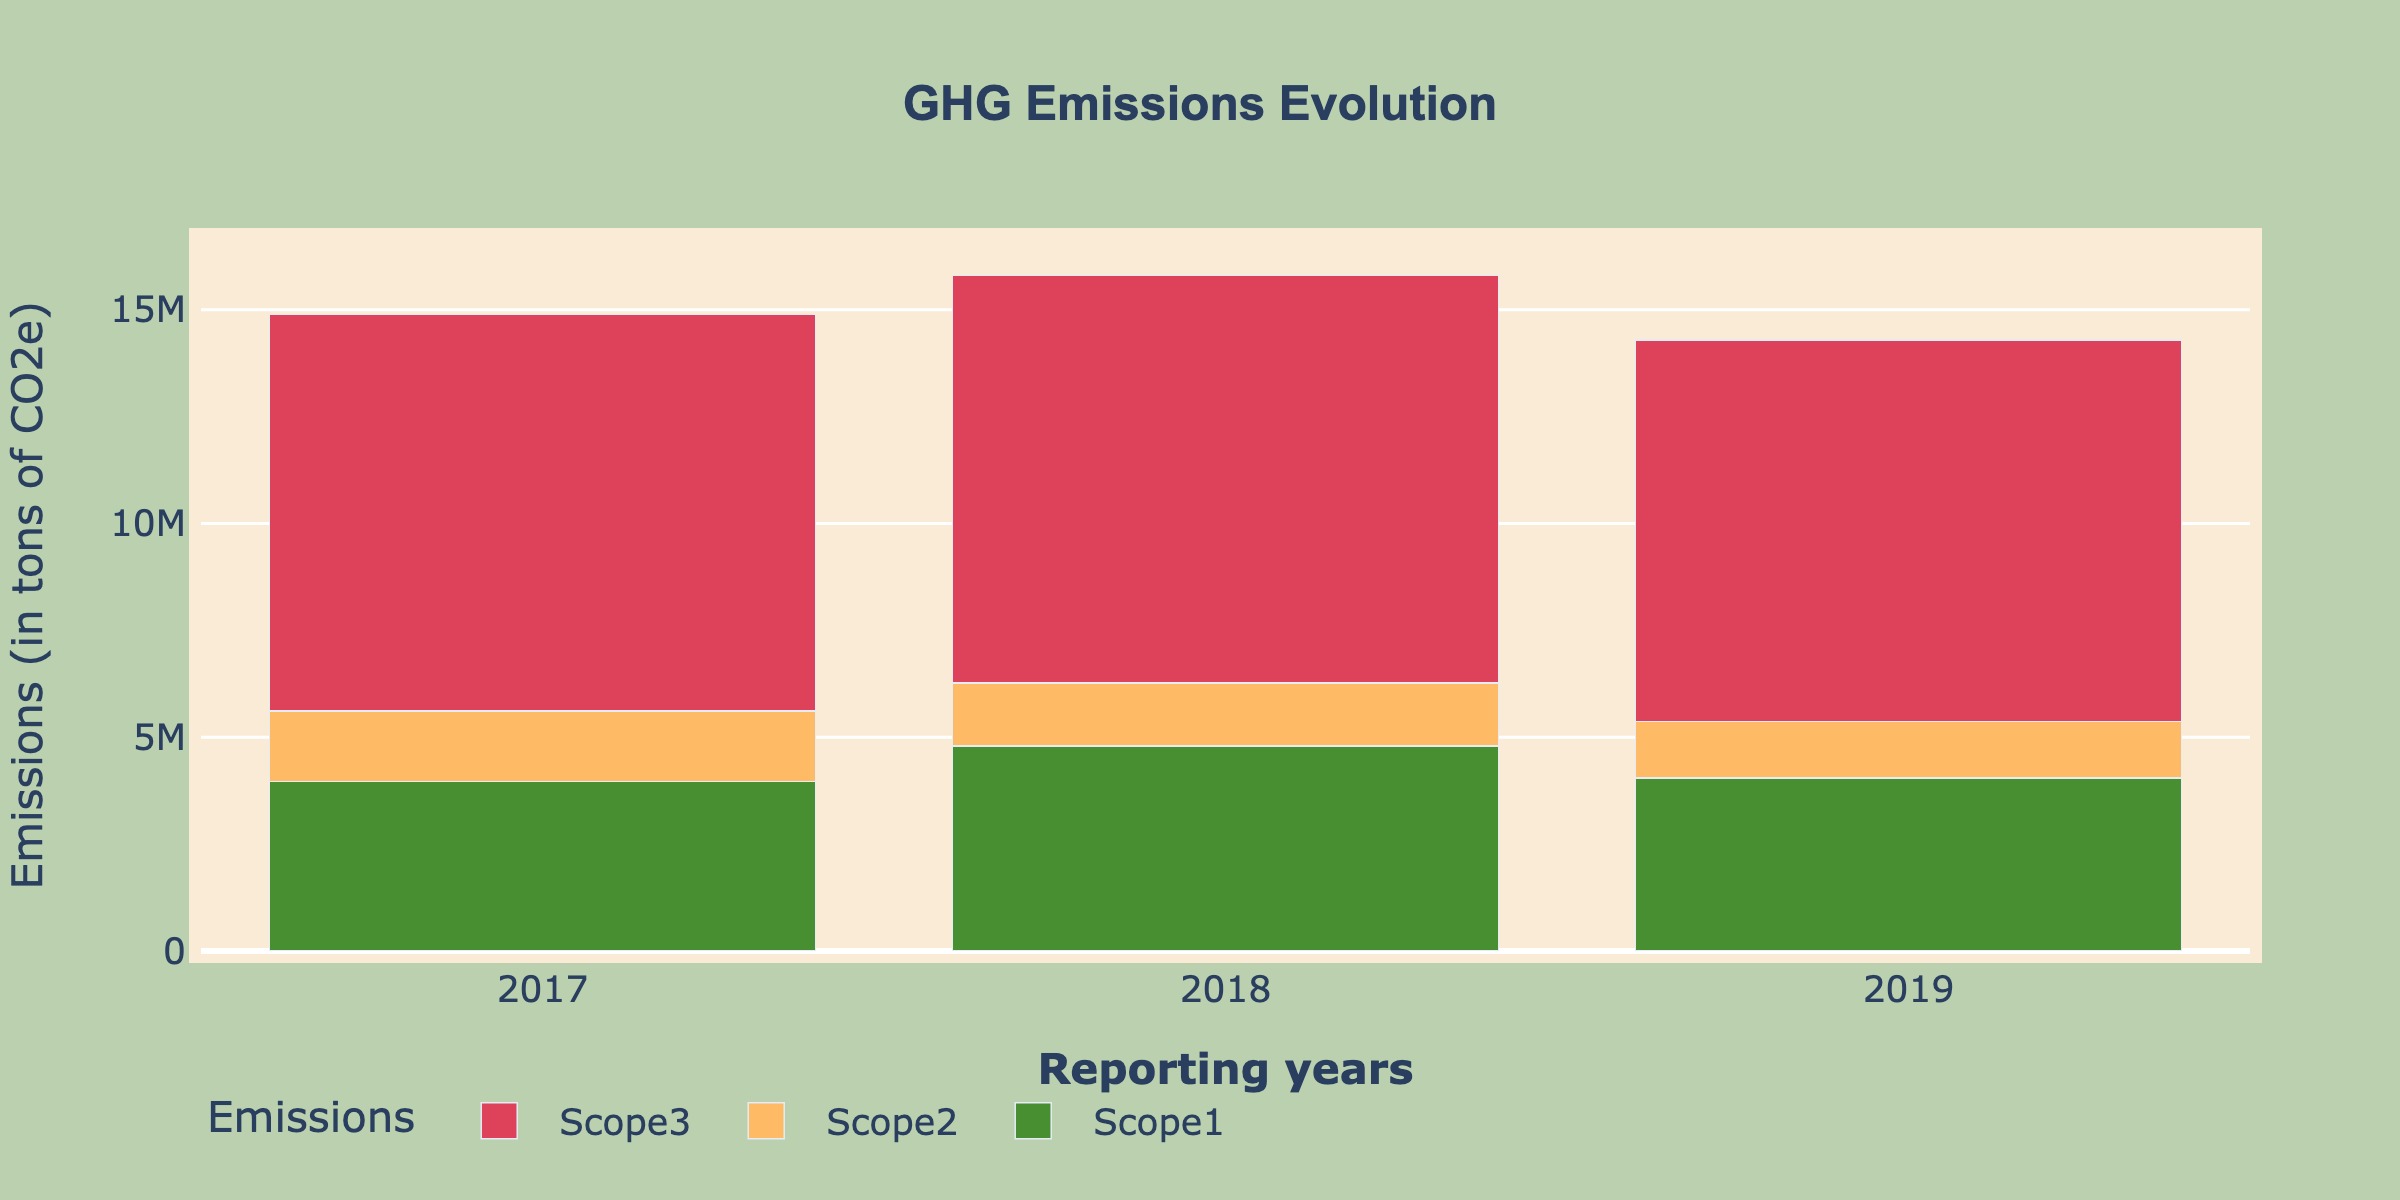 GHG Emissions Evolution
Emissions (in tons of CO2e)
15M
10M
5M
0
2017 2018 2019
Reporting years
Emissions Scope3 Scope2 Scope1